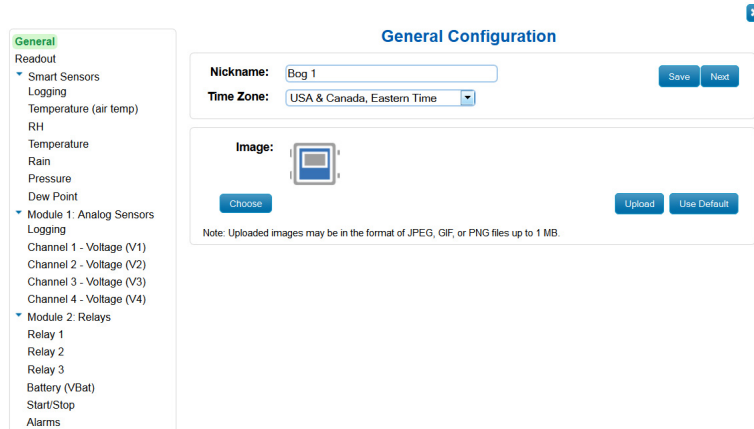 General Configuration
General
Readout
Smart Sensors
Logging
Temperature (air temp)
RH
Temperature
Rain
Pressure
Dew Point
Module 1: Analog Sensors
Logging
Channel 1 - Voltage (V1)
Channel 2 - Voltage (V2)
Channel 3 - Voltage (V3)
Channel 4 - Voltage (V4)
Module 2: Relays
Relay 1
Relay 2
Relay 3
Battery (VBat)
Start/Stop
Alarms
Nickname: Bog 1
Save Next
Time Zone: USA & Canada, Eastern Time
Image:
Choose Upload Use Default
Note: Uploaded images may be in the format of JPEG, GIF, or PNG files up to 1 MB.